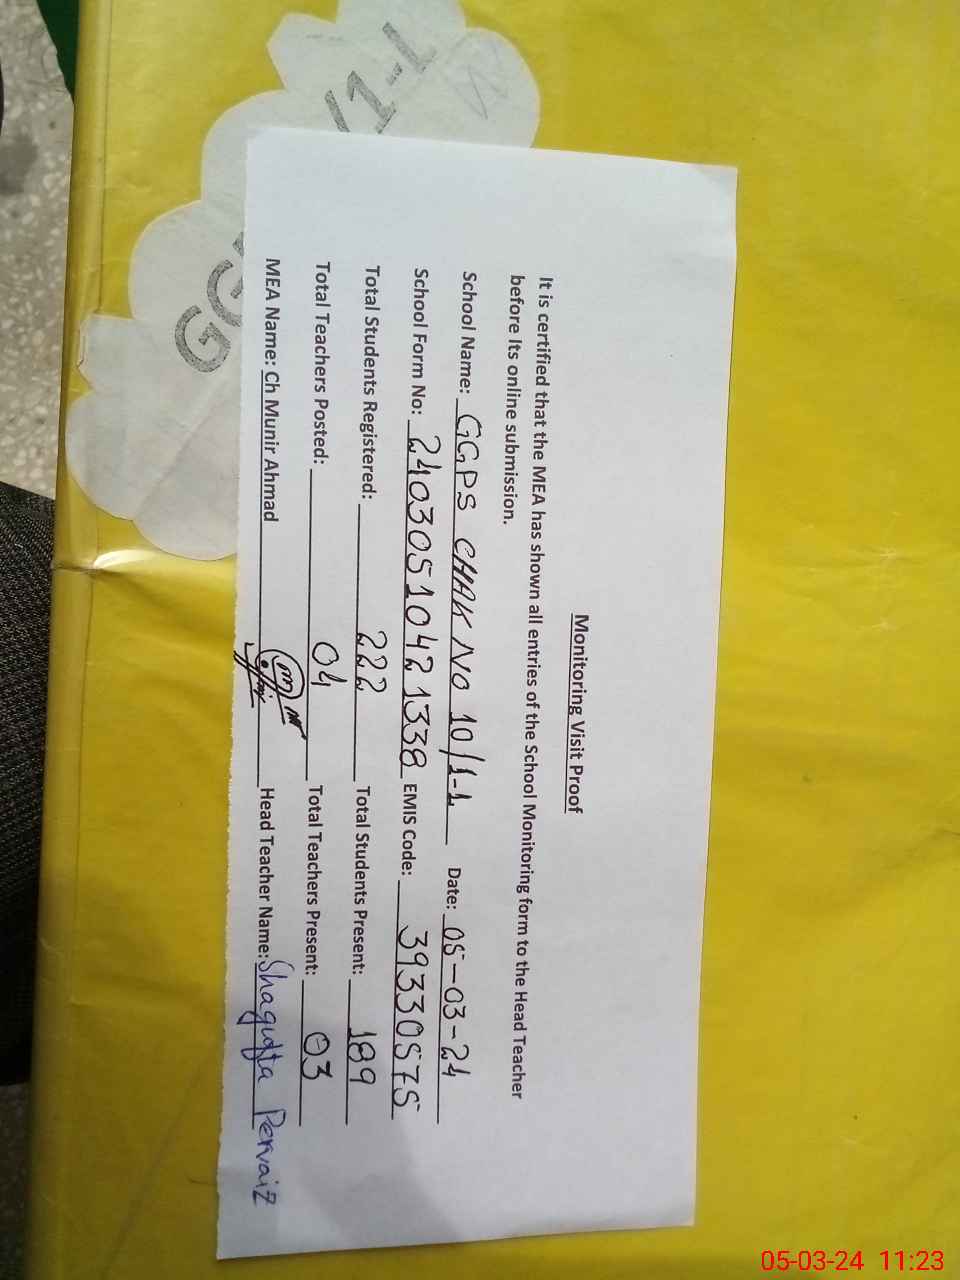 Monitoring Visit Proof
It is certified that the MEA has shown all entries of the School Monitoring form to the Head Teacher
before Its online submission.
School Name: GGPS CHAK NO 10/1-L Date: 05-03-24
School Form No: 2403051042 1338 EMIS Code: 39330575
Total Students Registered: 222 Total Students Present: 189
Total Teachers Posted: 04 Total Teachers Present: 03
MEA Name: Ch Munir Ahmad Head Teacher Name: Shagufta Pervaiz
/1-L
05-03-24 11:23